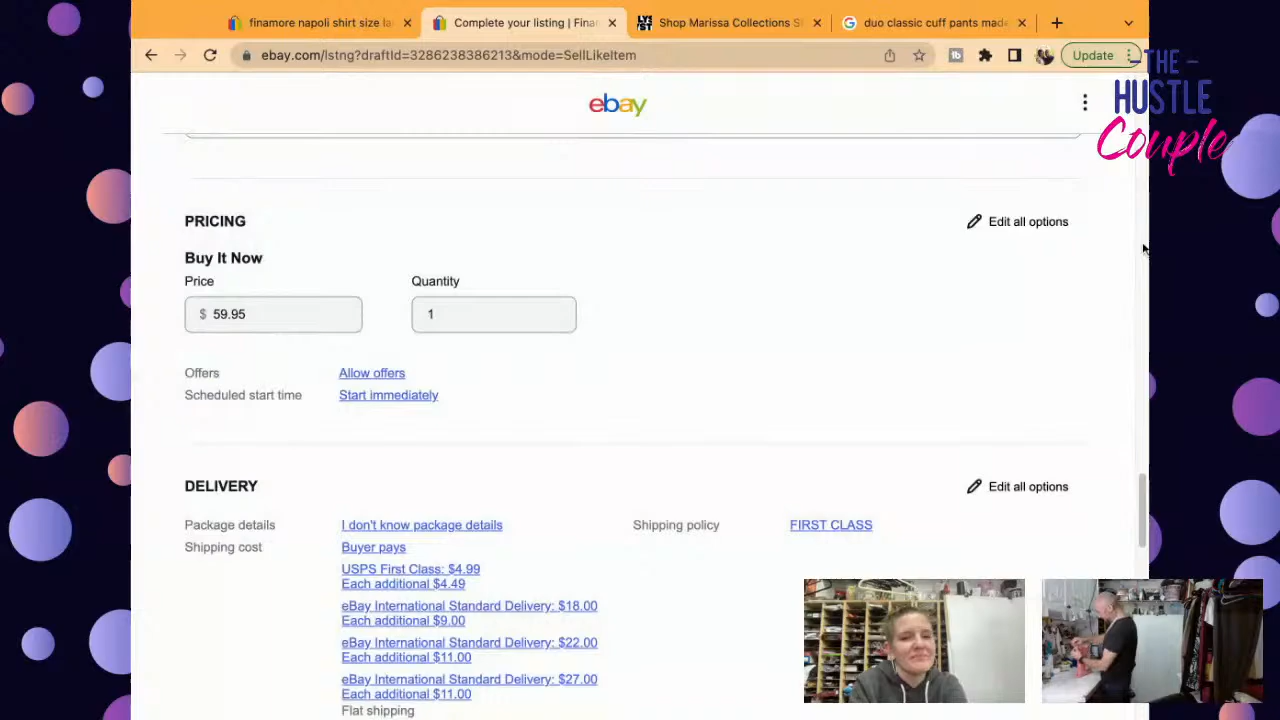 finamore napoli shirt size la
Complete your listing | Fina
Shop Marissa Collections S
duo classic cuff pants made
ebay.com/lstng?draftId=3286238386213&mode=SellLikeItem
Update
THE
HUSTLE
Couple
ebay
PRICING
Edit all options
Buy It Now
Price
Quantity
$ 59.95
1
Offers
Allow offers
Scheduled start time
Start immediately
DELIVERY
Edit all options
Package details
I don't know package details
Shipping policy
FIRST CLASS
Shipping cost
Buyer pays
USPS First Class: $4.99
Each additional $4.49
eBay International Standard Delivery: $18.00
Each additional $9.00
eBay International Standard Delivery: $22.00
Each additional $11.00
eBay International Standard Delivery: $27.00
Each additional $11.00
Flat shipping